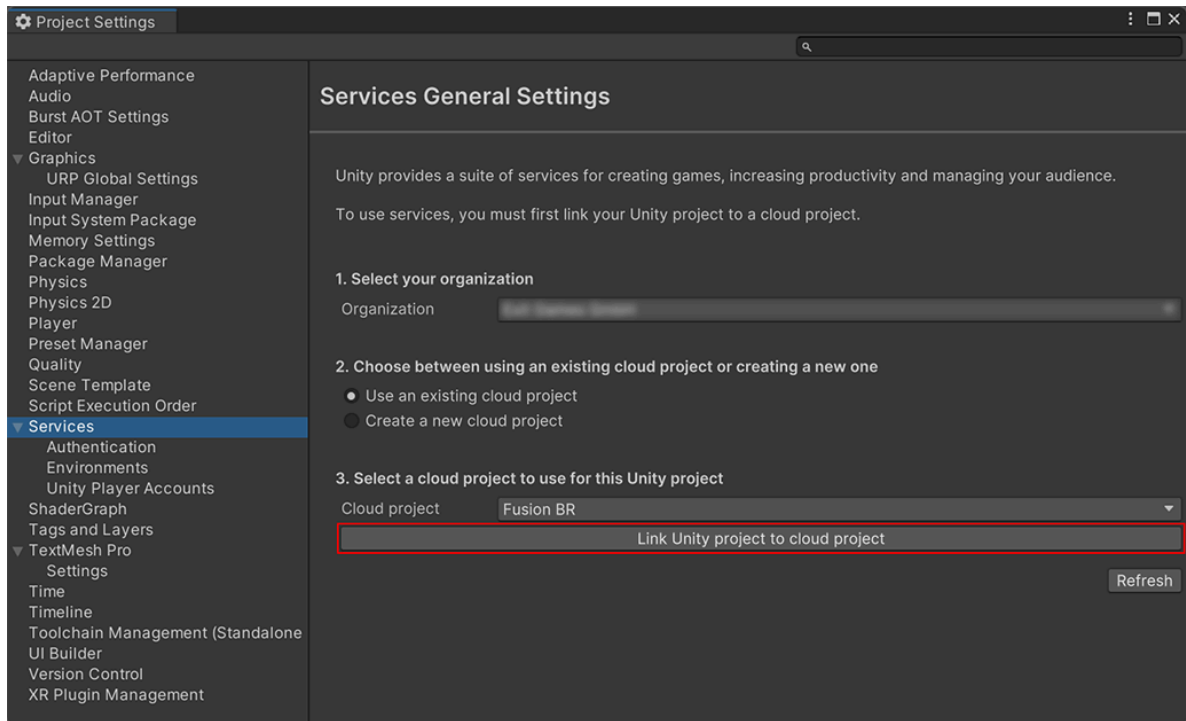 Project Settings
Adaptive Performance
Audio
Burst AOT Settings
Editor
Graphics
URP Global Settings
Input Manager
Input System Package
Memory Settings
Package Manager
Physics
Physics 2D
Player
Preset Manager
Quality
Scene Template
Script Execution Order
Services
Authentication
Environments
Unity Player Accounts
ShaderGraph
Tags and Layers
TextMesh Pro
Settings
Time
Timeline
Toolchain Management (Standalone
UI Builder
Version Control
XR Plugin Management
Services General Settings
Unity provides a suite of services for creating games, increasing productivity and managing your audience.
To use services, you must first link your Unity project to a cloud project.
1. Select your organization
Organization
2. Choose between using an existing cloud project or creating a new one
Use an existing cloud project
Create a new cloud project
3. Select a cloud project to use for this Unity project
Cloud project Fusion BR
Link Unity project to cloud project
Refresh